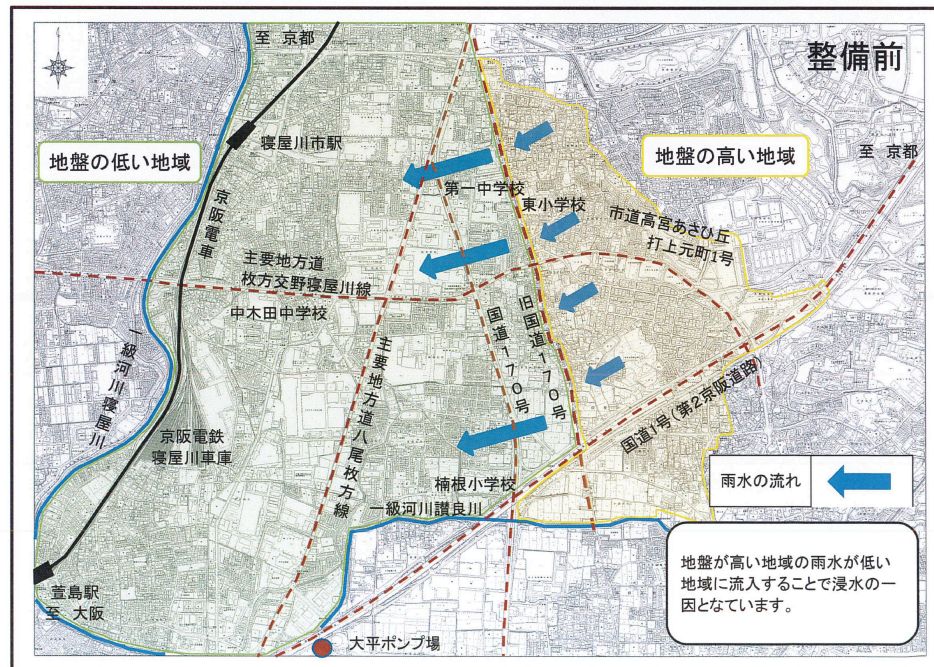 整備前
至 京都
寝屋川市駅
地盤の低い地域
地盤の高い地域
至 京都
第一中学校
東小学校
市道高宮あさひ丘
打上元町1号
京阪電車
主要地方道
枚方交野寝屋川線
中木田中学校
一級河川寝屋川
主要地方道八尾枚方線
国道170号
旧国道170号
国道1号(第2京阪道路)
京阪電鉄
寝屋川車庫
楠根小学校
一級河川讃良川
雨水の流れ
地盤が高い地域の雨水が低い
地域に流入することで浸水の一
因となています。
萱島駅
至 大阪
大平ポンプ場